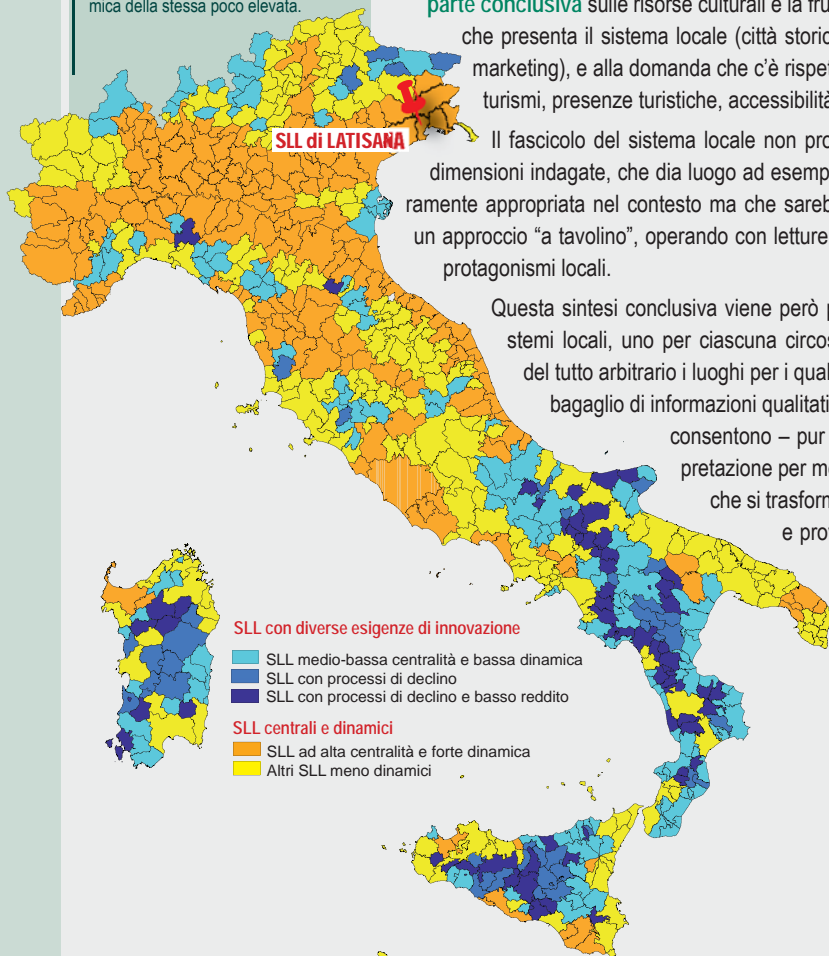 mica della stessa poco elevata.
parte conclusiva sulle risorse culturali e la fru
che presenta il sistema locale (città storic
marketing), e alla domanda che c'è rispet
turismi, presenze turistiche, accessibilità
SLL di LATISANA
Il fascicolo del sistema locale non pro
dimensioni indagate, che dia luogo ad esemp
ramente appropriata nel contesto ma che sareb
un approccio "a tavolino", operando con letture
protagonismi locali.
Questa sintesi conclusiva viene però p
stemi locali, uno per ciascuna circos
del tutto arbitrario i luoghi per i qual
bagaglio di informazioni qualitati
consentono – pur
pretazione per me
che si trasform
e prot
SLL con diverse esigenze di innovazione
SLL medio-bassa centralità e bassa dinamica
SLL con processi di declino
SLL con processi di declino e basso reddito
SLL centrali e dinamici
SLL ad alta centralità e forte dinamica
Altri SLL meno dinamici